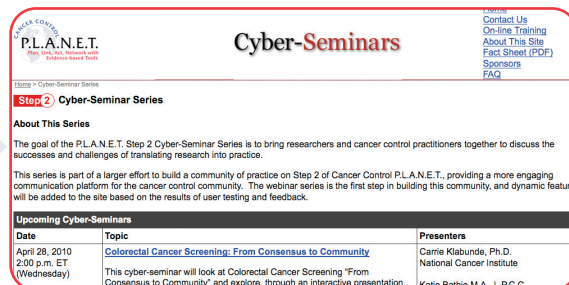 Home
CANCER CONTROL
P.L.A.N.E.T.
Plan, Link, Act, Network with
Evidence-based Tools
Cyber-Seminars
Contact Us
On-line Training
About This Site
Fact Sheet (PDF)
Sponsors
FAQ
Home > Cyber-Seminar Series
Step 2 Cyber-Seminar Series
About This Series
The goal of the P.L.A.N.E.T. Step 2 Cyber-Seminar Series is to bring researchers and cancer control practitioners together to discuss the
successes and challenges of translating research into practice.
This series is part of a larger effort to build a community of practice on Step 2 of Cancer Control P.L.A.N.E.T., providing a more engaging
communication platform for the cancer control community. The webinar series is the first step in building this community, and dynamic featur
will be added to the site based on the results of user testing and feedback.
Upcoming Cyber-Seminars
Date Topic Presenters
April 28, 2010 Colorectal Cancer Screening: From Consensus to Community Carrie Klabunde, Ph.D.
2:00 p.m. ET National Cancer Institute
(Wednesday) This cyber-seminar will look at Colorectal Cancer Screening "From
Consensus to Community" and explore, through an interactive presentation,